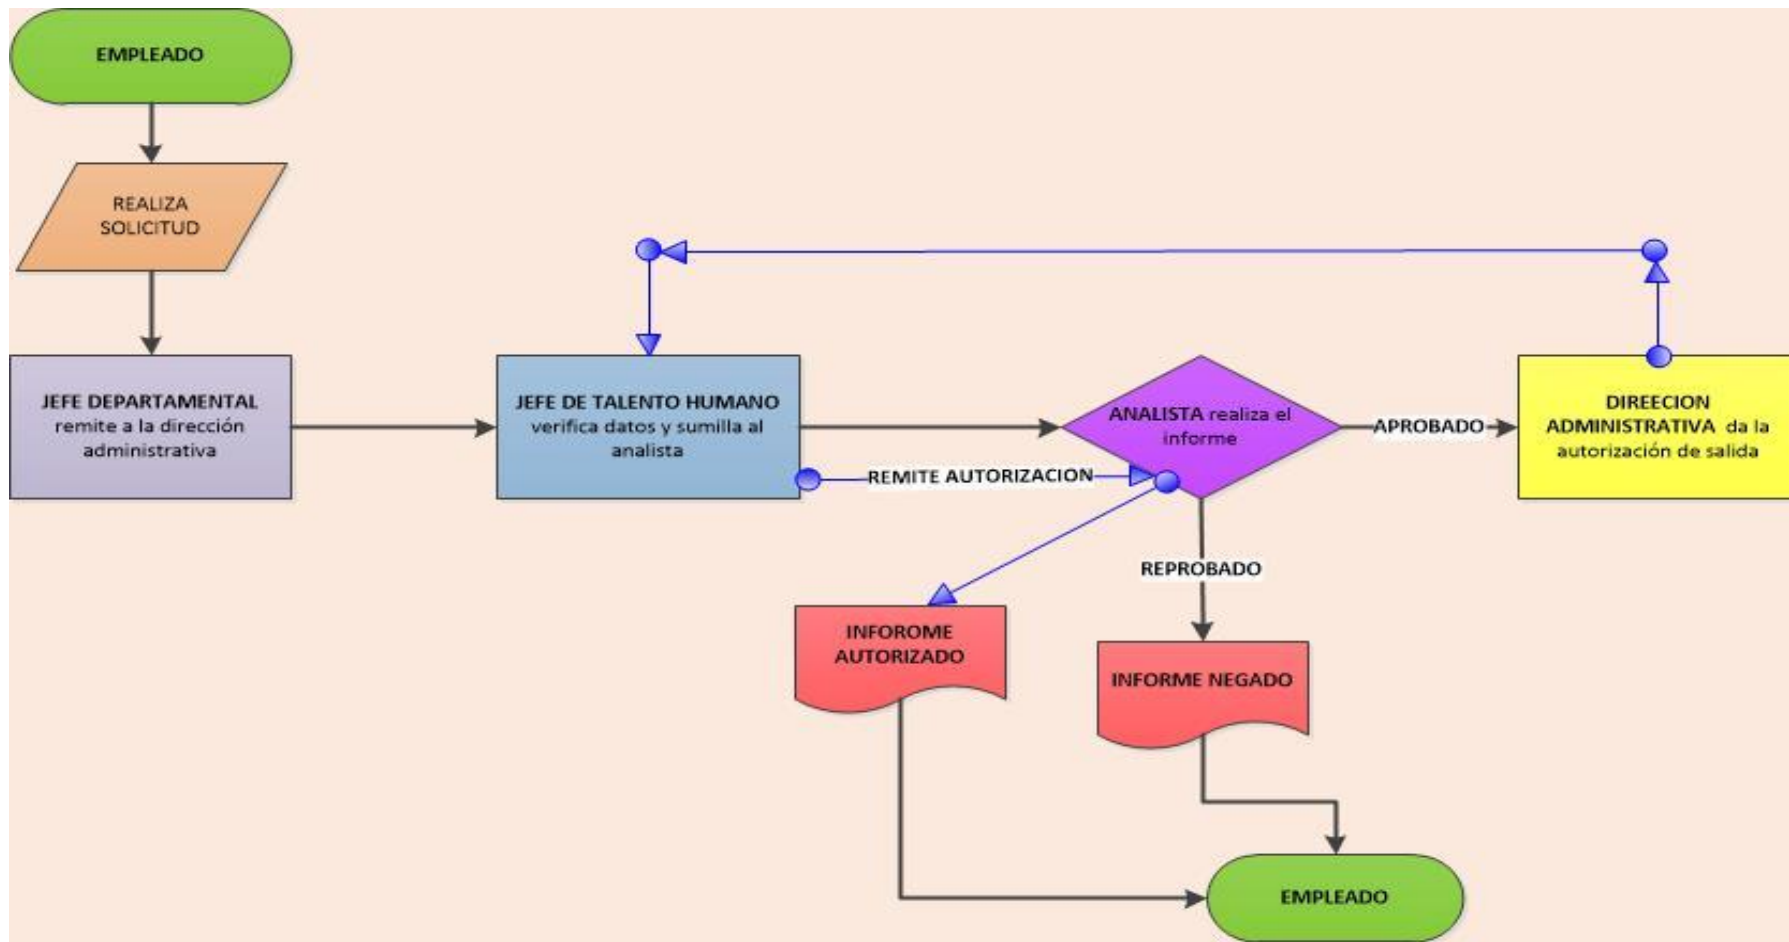 EMPLEADO
REALIZA
SOLICITUD
JEFE DEPARTAMENTAL
remite a la dirección
administrativa
JEFE DE TALENTO HUMANO
verifica datos y sumilla al
analista
ANALISTA realiza el
informe
APROBADO
DIREECION
ADMINISTRATIVA da la
autorización de salida
REMITE AUTORIZACION
REPROBADO
INFOROME
AUTORIZADO
INFORME NEGADO
EMPLEADO